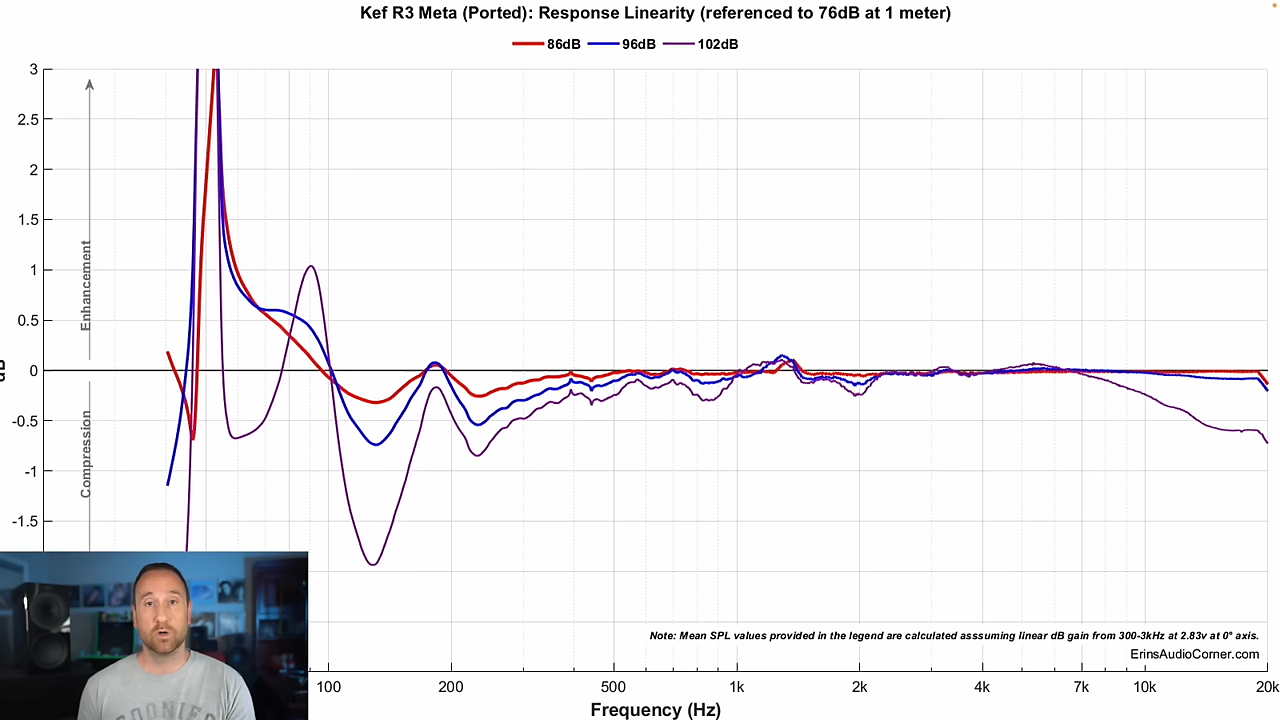 Kef R3 Meta (Ported): Response Linearity (referenced to 76dB at 1 meter)
86dB 96dB 102dB
3
2.5
2
1.5
1
0.5
0
-0.5
-1
-1.5
Enhancement
Compression
dB
Note: Mean SPL values provided in the legend are calculated asssuming linear dB gain from 300-3kHz at 2.83v at 0° axis.
ErinsAudioCorner.com
100 200 500 1k 2k 4k 7k 10k 20k
Frequency (Hz)
GOONIES